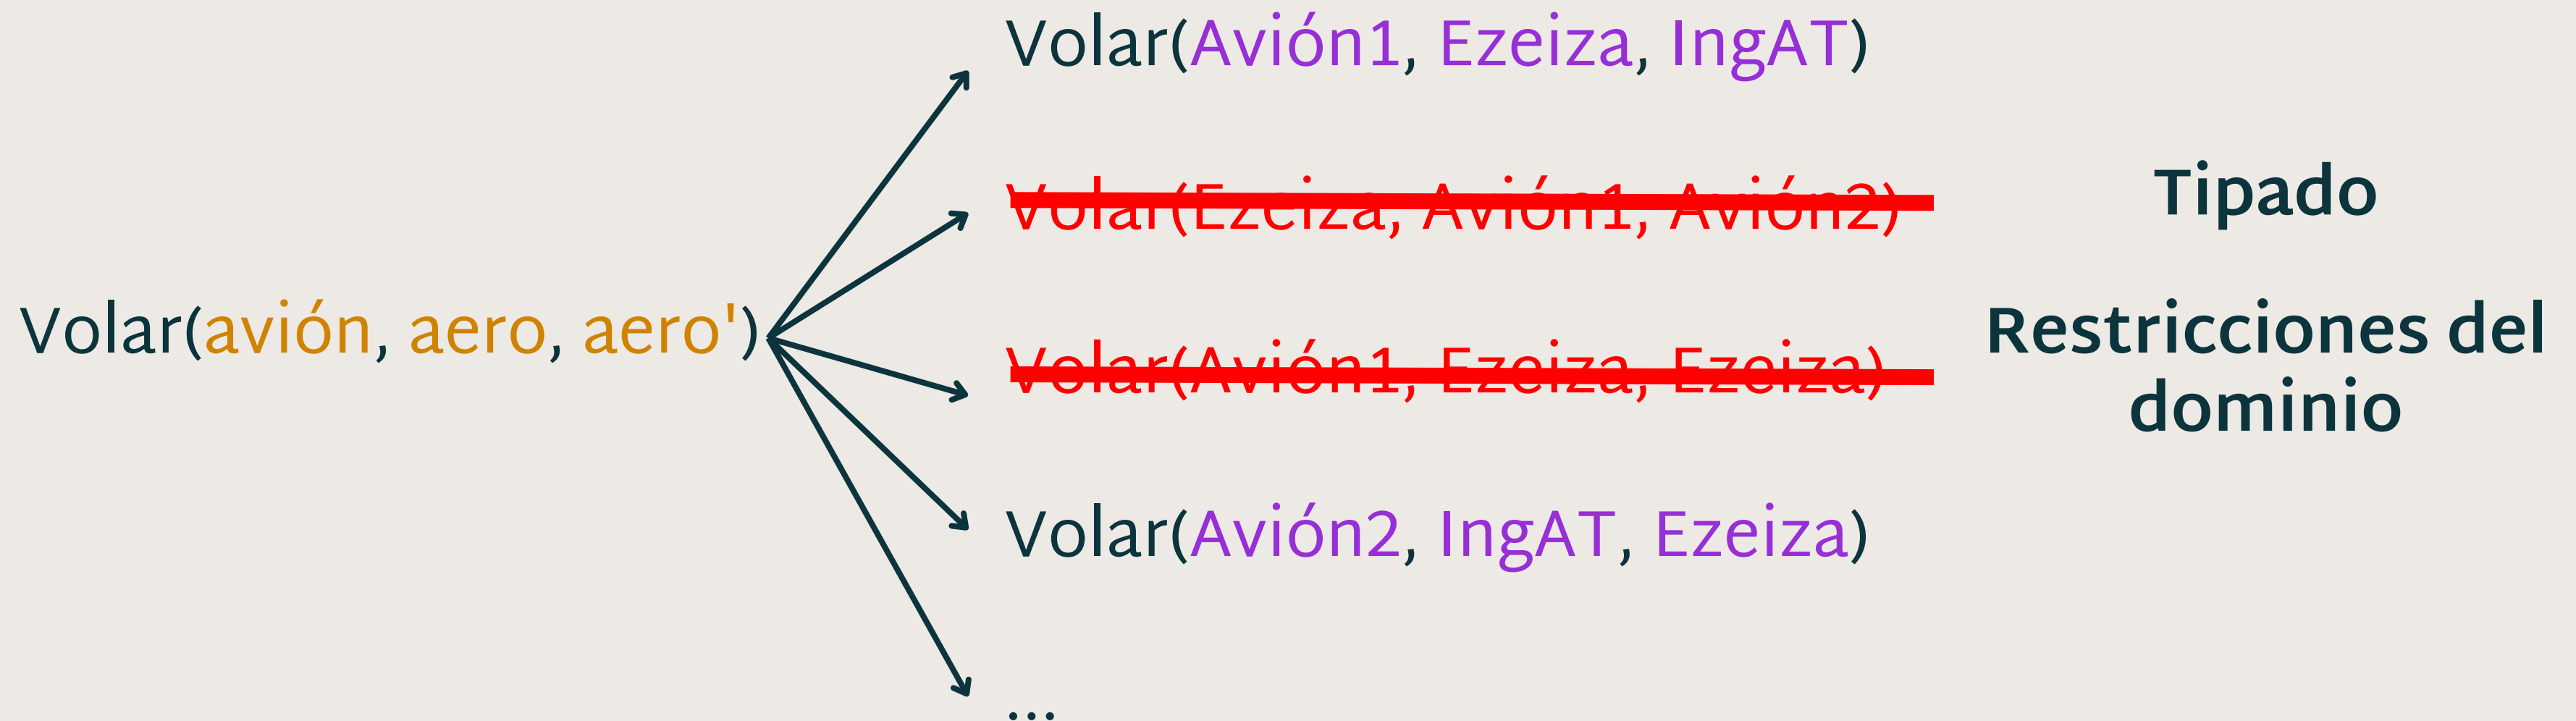 Volar(Avión1, Ezeiza, IngAT)
Volar(Ezeiza, Avión1, Avión2)
Tipado
Volar(avión, aero, aero')
Volar(Avión1, Ezeiza, Ezeiza)
Restricciones del
dominio
Volar(Avión2, IngAT, Ezeiza)
...